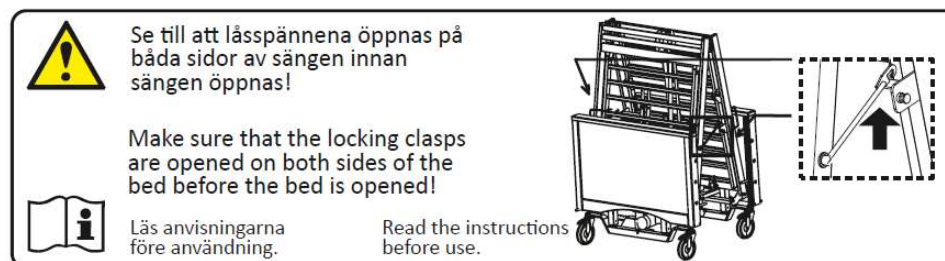 Se till att låsspännena öppnas på
båda sidor av sängen innan
sängen öppnas!
Make sure that the locking clasps
are opened on both sides of the
bed before the bed is opened!
Läs anvisningarna
före användning.
Read the instructions
before use.